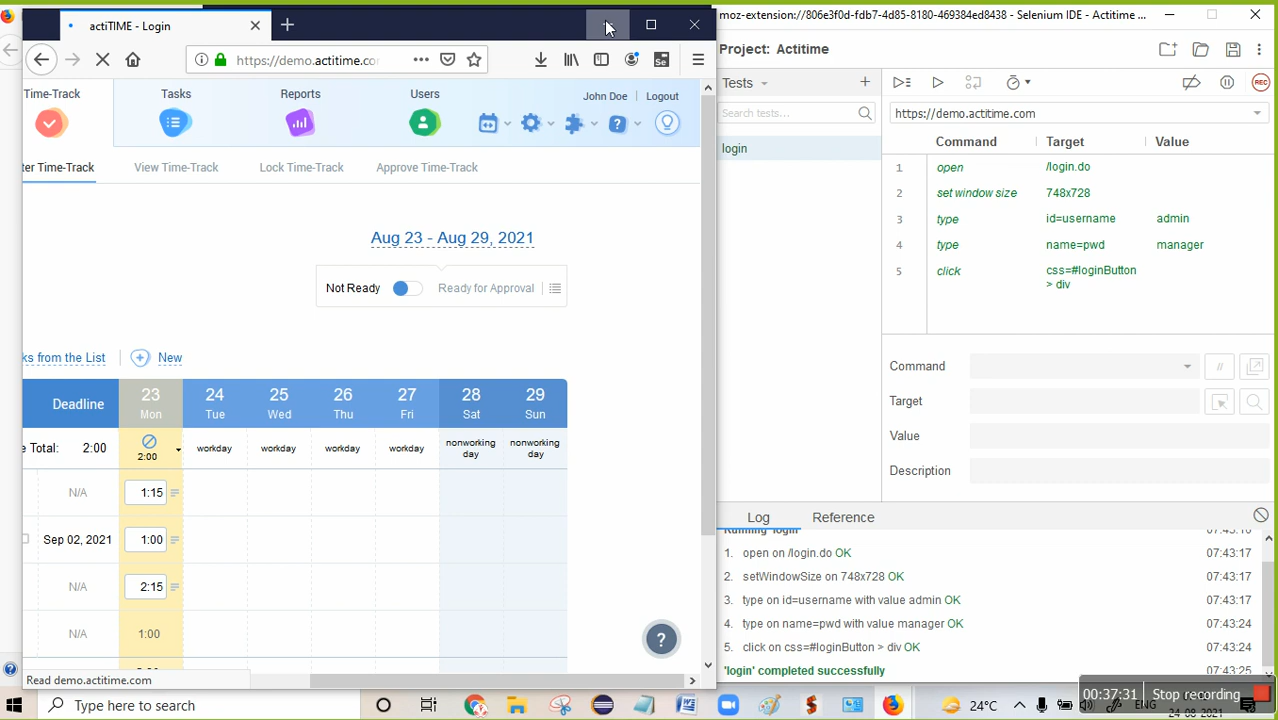 actiTIME - Login
https://demo.actitime.co
Time-Track
Tasks
Reports
Users
John Doe
Logout
ter Time-Track
View Time-Track
Lock Time-Track
Approve Time-Track
Aug 23 - Aug 29, 2021
Not Ready
Ready for Approval
ks from the List
New
Deadline
23 Mon
24 Tue
25 Wed
26 Thu
27 Fri
28 Sat
29 Sun
e Total: 2:00
2:00
workday
workday
workday
workday
nonworking
day
nonworking
day
N/A 1:15
Sep 02, 2021 1:00
N/A 2:15
N/A 1:00
Read demo.actitime.com
moz-extension://806e3f0d-fdb7-4d85-8180-469384ed8438 - Selenium IDE - Actitime ...
Project: Actitime
Tests
REC
Search tests...
https://demo.actitime.com
login
Command Target Value
1 open /login.do
2 set window size 748x728
3 type id=username admin
4 type name=pwd manager
5 click css=#loginButton
> div
Command
//
Target
Value
Description
Log
Reference
Running 'login' 07:43:16
1. open on /login.do OK 07:43:17
2. setWindowSize on 748x728 OK 07:43:17
3. type on id=username with value admin OK 07:43:17
4. type on name=pwd with value manager OK 07:43:24
5. click on css=#loginButton > div OK 07:43:24
'login' completed successfully 07:43:25
00:37:31 Stop recording
Type here to search
24°C
ENG
24-08-2021